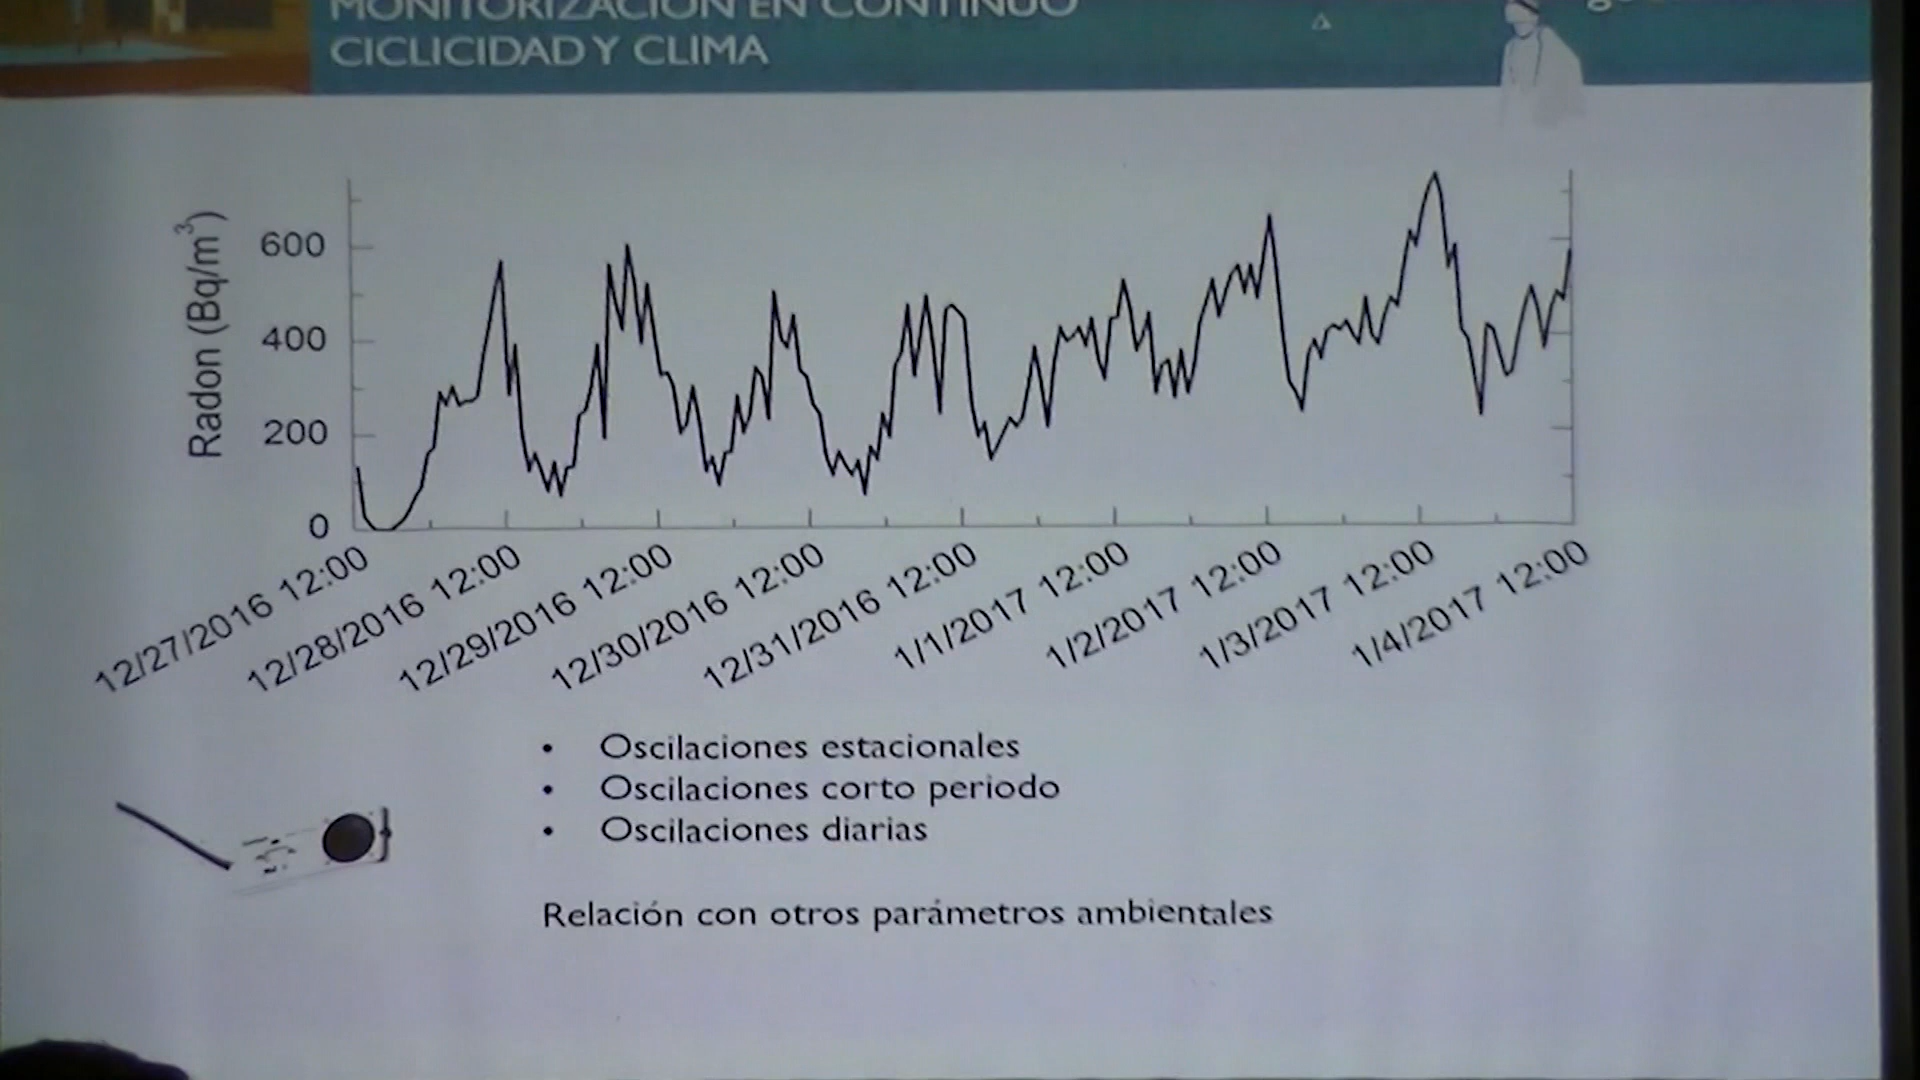 MONITORIZACIÓN EN CONTINUO
CICLICIDAD Y CLIMA
Radon (Bq/m³)
600
400
200
0
12/27/2016 12:00
12/28/2016 12:00
12/29/2016 12:00
12/30/2016 12:00
12/31/2016 12:00
1/1/2017 12:00
1/2/2017 12:00
1/3/2017 12:00
1/4/2017 12:00
• Oscilaciones estacionales
• Oscilaciones corto periodo
• Oscilaciones diarias
Relación con otros parámetros ambientales